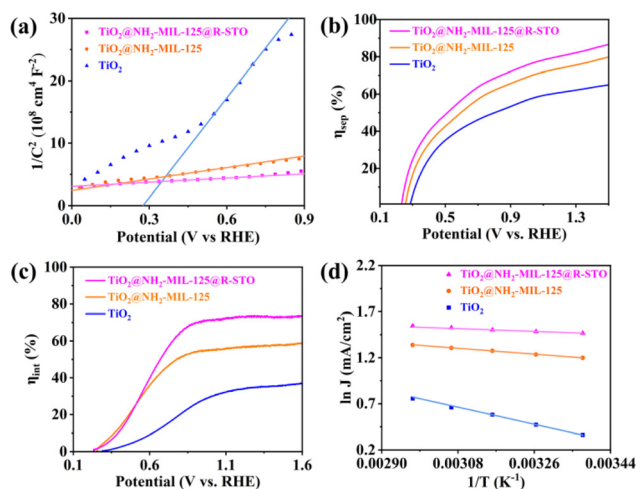 (a)
TiO₂@NH₂-MIL-125@R-STO
TiO₂@NH₂-MIL-125
TiO₂
1/C² (10⁸ cm⁴ F⁻²)
30
20
10
0
0.0 0.3 0.6 0.9
Potential (V vs RHE)
(b)
TiO₂@NH₂-MIL-125@R-STO
TiO₂@NH₂-MIL-125
TiO₂
ηsep (%)
100
80
60
40
20
0.1 0.5 0.9 1.3
Potential (V vs. RHE)
(c)
TiO₂@NH₂-MIL-125@R-STO
TiO₂@NH₂-MIL-125
TiO₂
ηint (%)
100
80
60
40
20
0
0.1 0.6 1.1 1.6
Potential (V vs. RHE)
(d)
TiO₂@NH₂-MIL-125@R-STO
TiO₂@NH₂-MIL-125
TiO₂
ln J (mA/cm²)
2.1
1.8
1.5
1.2
0.9
0.6
0.2
0.00290 0.00308 0.00326 0.00344
1/T (K⁻¹)